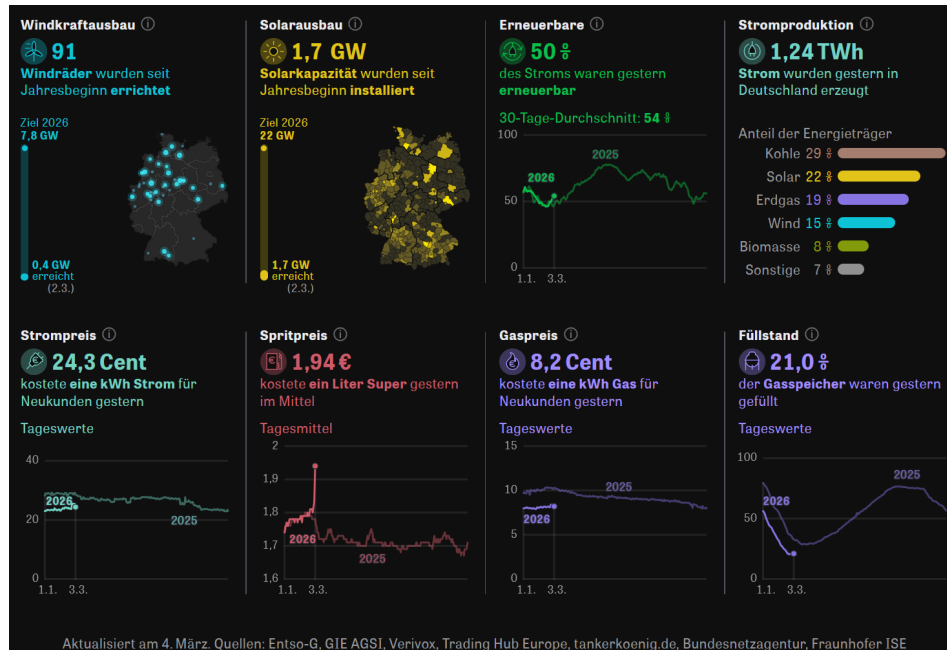 Windkraftausbau
91
Windräder wurden seit
Jahresbeginn errichtet
Ziel 2026
7,8 GW
0,4 GW
erreicht
(2.3.)
Solarausbau
1,7 GW
Solarkapazität wurden seit
Jahresbeginn installiert
Ziel 2026
22 GW
1,7 GW
erreicht
(2.3.)
Erneuerbare
50 %
des Stroms waren gestern
erneuerbar
30-Tage-Durchschnitt: 54 %
100
2025
2026
50
0
1.1. 3.3.
Stromproduktion
1,24 TWh
Strom wurden gestern in
Deutschland erzeugt
Anteil der Energieträger
Kohle 29 %
Solar 22 %
Erdgas 19 %
Wind 15 %
Biomasse 8 %
Sonstige 7 %
Strompreis
24,3 Cent
kostete eine kWh Strom für
Neukunden gestern
Tageswerte
40
2026
20
2025
0
1.1. 3.3.
Spritpreis
1,94 €
kostete ein Liter Super gestern
im Mittel
Tagesmittel
2
1,9
1,8
1,7
2026
2025
1,6
1.1. 3.3.
Gaspreis
8,2 Cent
kostete eine kWh Gas für
Neukunden gestern
Tageswerte
15
10
2025
2026
5
0
1.1. 3.3.
Füllstand
21,0 %
der Gasspeicher waren gestern
gefüllt
Tageswerte
100
2025
2026
50
0
1.1. 3.3.
Aktualisiert am 4. März. Quellen: Entso-G, GIE AGSI, Verivox, Trading Hub Europe, tankerkoenig.de, Bundesnetzagentur, Fraunhofer ISE